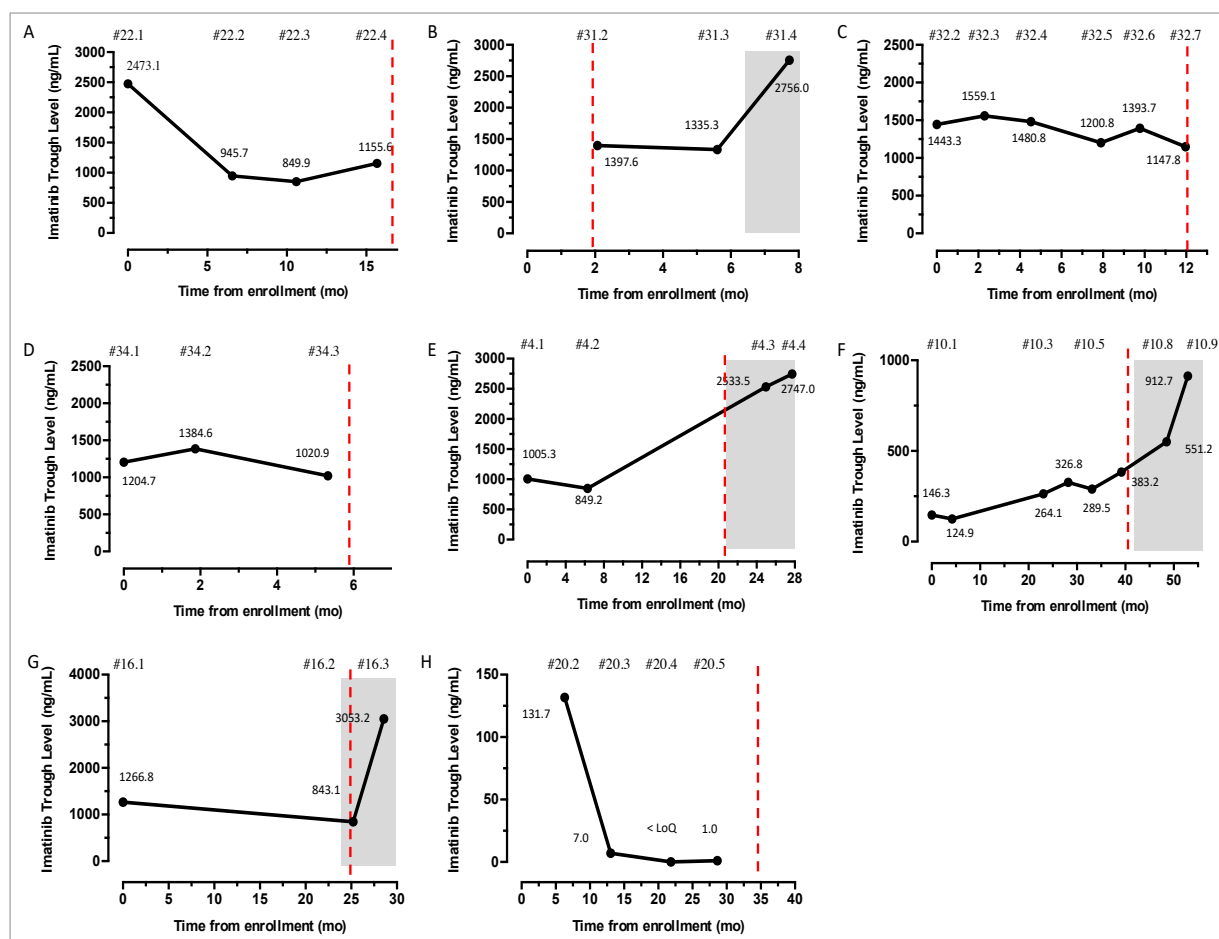 A
#22.1 #22.2 #22.3 #22.4
Imatinib Trough Level (ng/mL)
3000
2500
2000
1500
1000
500
0
2473.1
945.7
849.9
1155.6
0 5 10 15
Time from enrollment (mo)
B
#31.2 #31.3 #31.4
Imatinib Trough Level (ng/mL)
3000
2500
2000
1500
1000
500
0
1397.6
1335.3
2756.0
0 2 4 6 8
Time from enrollment (mo)
C
#32.2 #32.3 #32.4 #32.5 #32.6 #32.7
Imatinib Trough Level (ng/mL)
2500
2000
1500
1000
500
0
1443.3
1559.1
1480.8
1200.8
1393.7
1147.8
0 2 4 6 8 10 12
Time from enrollment (mo)
D
#34.1 #34.2 #34.3
Imatinib Trough Level (ng/mL)
2500
2000
1500
1000
500
0
1204.7
1384.6
1020.9
0 2 4 6
Time from enrollment (mo)
E
#4.1 #4.2 #4.3 #4.4
Imatinib Trough Level (ng/mL)
3000
2500
2000
1500
1000
500
0
1005.3
849.2
2533.5
2747.0
0 4 8 12 16 20 24 28
Time from enrollment (mo)
F
#10.1 #10.3 #10.5 #10.8 #10.9
Imatinib Trough Level (ng/mL)
1000
500
0
146.3
124.9
264.1
326.8
289.5
383.2
551.2
912.7
0 10 20 30 40 50
Time from enrollment (mo)
G
#16.1 #16.2 #16.3
Imatinib Trough Level (ng/mL)
4000
3000
2000
1000
0
1266.8
843.1
3053.2
0 5 10 15 20 25 30
Time from enrollment (mo)
H
#20.2 #20.3 #20.4 #20.5
Imatinib Trough Level (ng/mL)
150
100
50
0
131.7
7.0
< LoQ
1.0
0 5 10 15 20 25 30 35 40
Time from enrollment (mo)